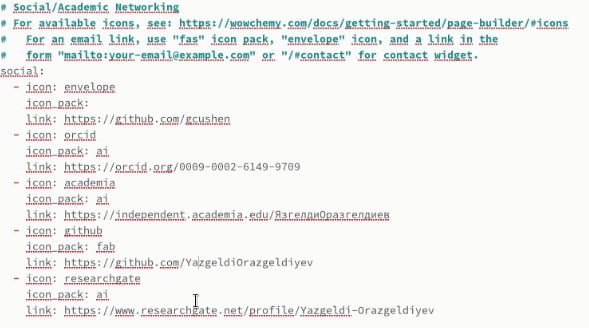 # Social/Academic Networking
# For available icons, see: https://wowchemy.com/docs/getting-started/page-builder/#icons
#   For an email link, use "fas" icon pack, "envelope" icon, and a link in the
#   form "mailto:your-email@example.com" or "/#contact" for contact widget.
social:
  - icon: envelope
    icon_pack:
    link: https://github.com/gcushen
  - icon: orcid
    icon_pack: ai
    link: https://orcid.org/0009-0002-6149-9709
  - icon: academia
    icon_pack: ai
    link: https://independent.academia.edu/ЯзгелдиОразгелдиев
  - icon: github
    icon_pack: fab
    link: https://github.com/YazgeldiOrazgeldiyev
  - icon: researchgate
    icon_pack: ai
    link: https://www.researchgate.net/profile/Yazgeldi-Orazgeldiyev